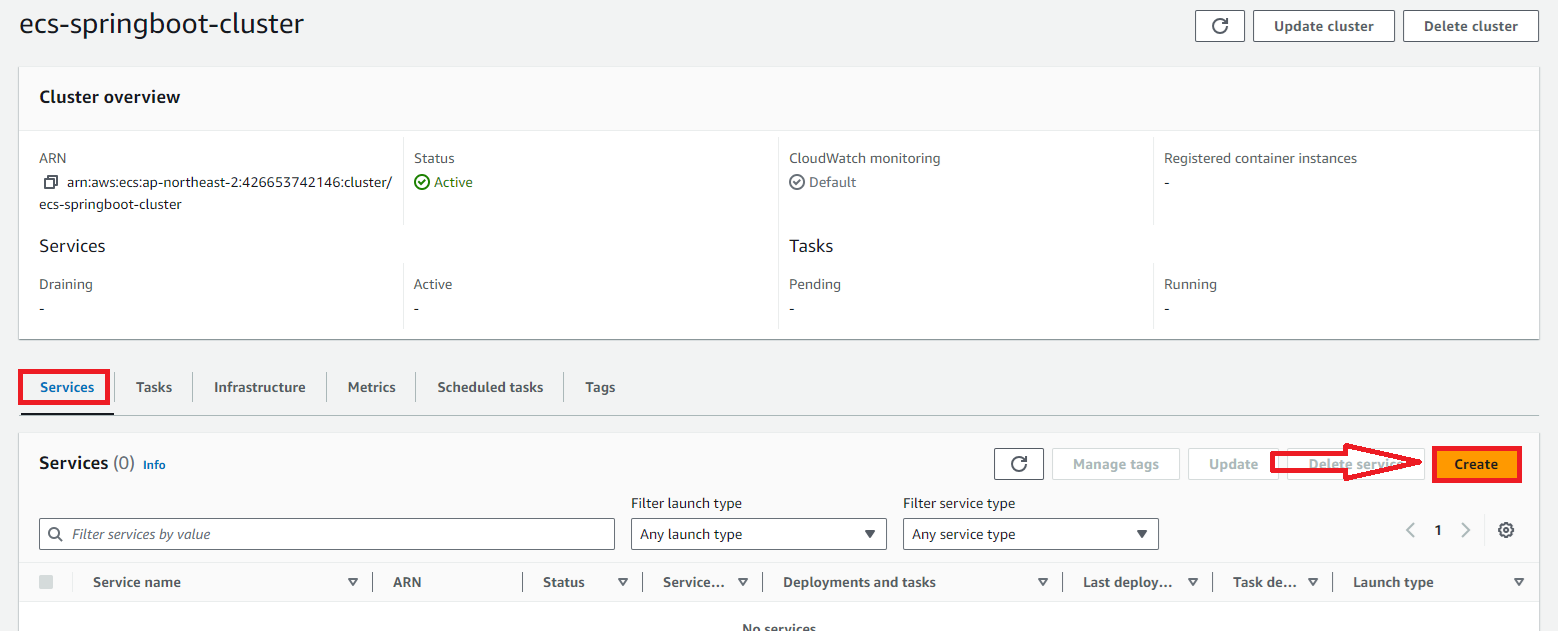 ecs-springboot-cluster
Update cluster
Delete cluster
Cluster overview
ARN
arn:aws:ecs:ap-northeast-2:426653742146:cluster/
ecs-springboot-cluster
Status
Active
CloudWatch monitoring
Default
Registered container instances
-
Services
Tasks
Draining
-
Active
-
Pending
-
Running
-
Services
Tasks
Infrastructure
Metrics
Scheduled tasks
Tags
Services (0) Info
Manage tags
Update
Delete service
Create
Filter launch type
Filter service type
Filter services by value
Any launch type
Any service type
1
Service name
ARN
Status
Service...
Deployments and tasks
Last deploy...
Task de...
Launch type
No services